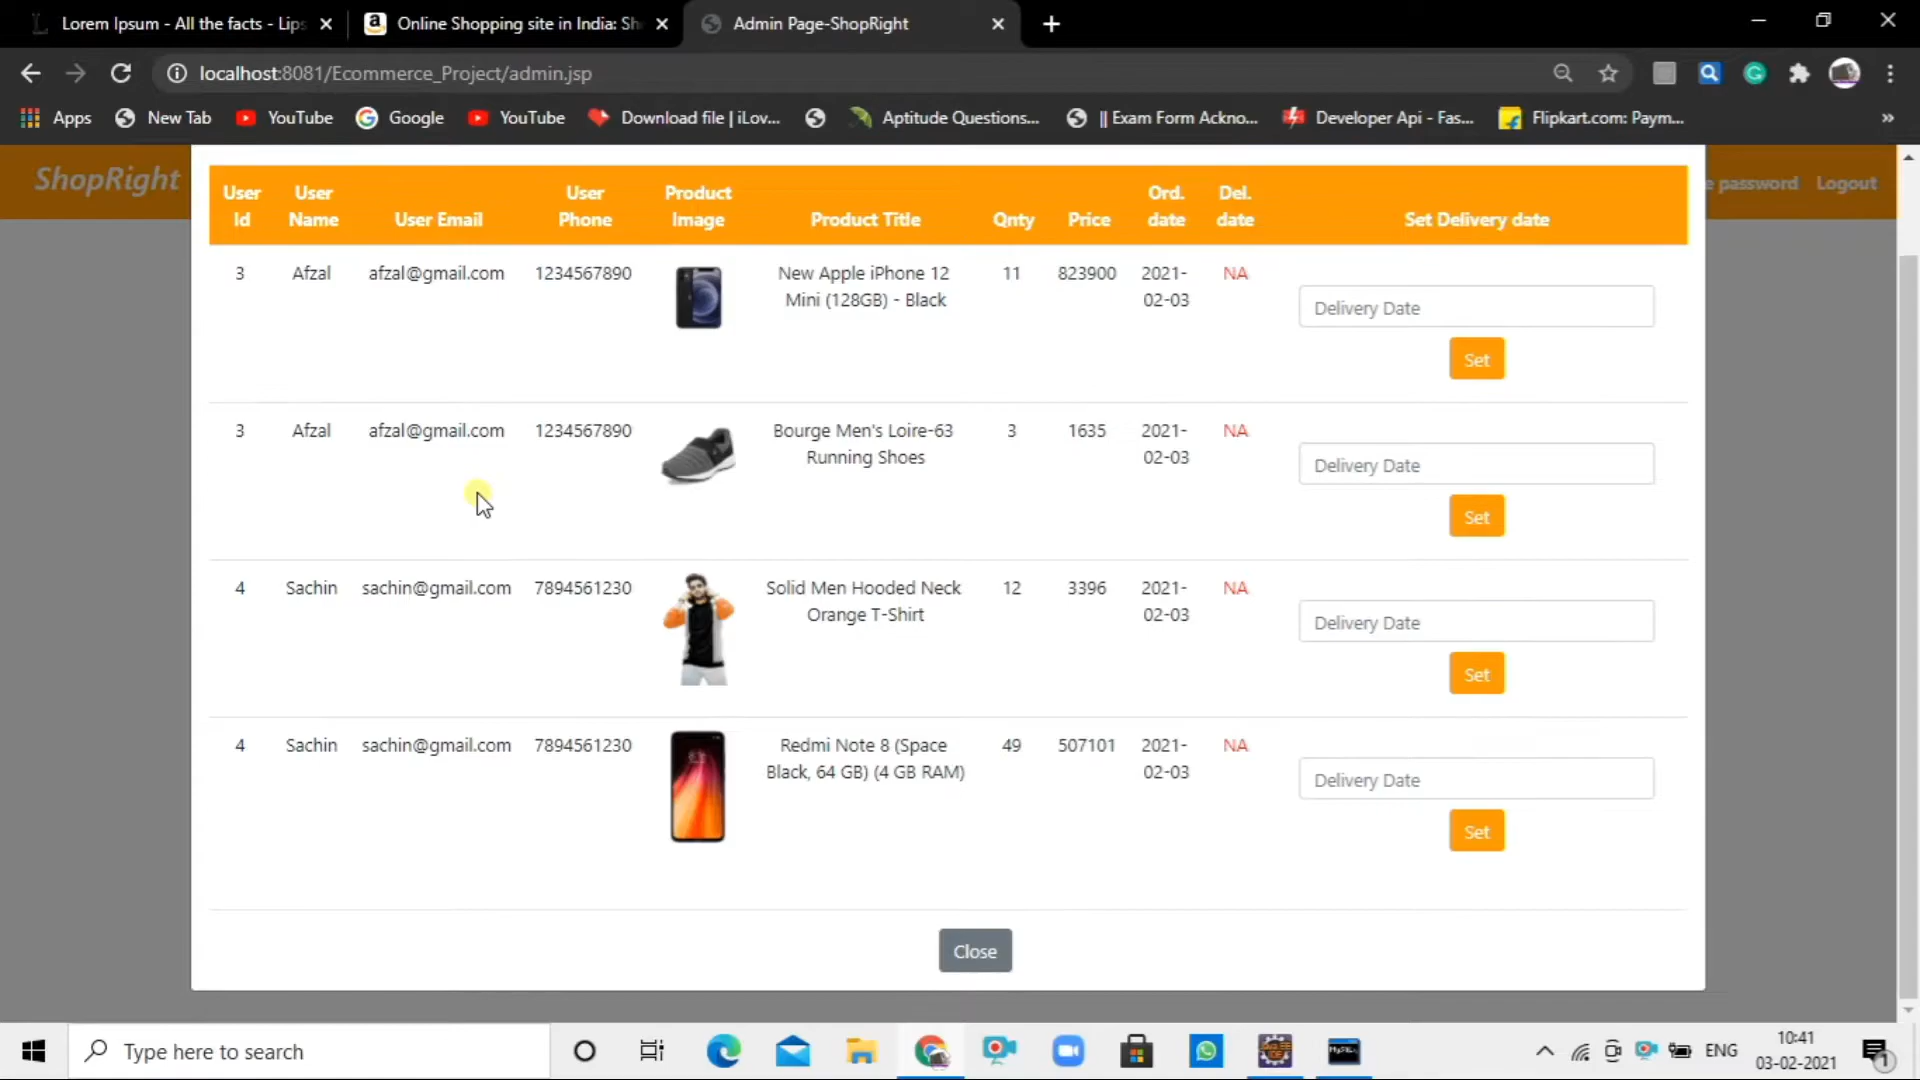 Lorem Ipsum - All the facts - Lips
Online Shopping site in India: Sh
Admin Page-ShopRight
localhost:8081/Ecommerce_Project/admin.jsp
Apps
New Tab
YouTube
Google
YouTube
Download file | iLov...
Aptitude Questions...
|| Exam Form Ackno...
Developer Api - Fas...
Flipkart.com: Paym...
»
ShopRight
password
Logout
User Id
User Name
User Email
User Phone
Product Image
Product Title
Qnty
Price
Ord. date
Del. date
Set Delivery date
3
Afzal
afzal@gmail.com
1234567890
New Apple iPhone 12
Mini (128GB) - Black
11
823900
2021-
02-03
NA
Delivery Date
Set
3
Afzal
afzal@gmail.com
1234567890
Bourge Men's Loire-63
Running Shoes
3
1635
2021-
02-03
NA
Delivery Date
Set
4
Sachin
sachin@gmail.com
7894561230
Solid Men Hooded Neck
Orange T-Shirt
12
3396
2021-
02-03
NA
Delivery Date
Set
4
Sachin
sachin@gmail.com
7894561230
Redmi Note 8 (Space
Black, 64 GB) (4 GB RAM)
49
507101
2021-
02-03
NA
Delivery Date
Set
Close
Type here to search
ENG
10:41
03-02-2021
1